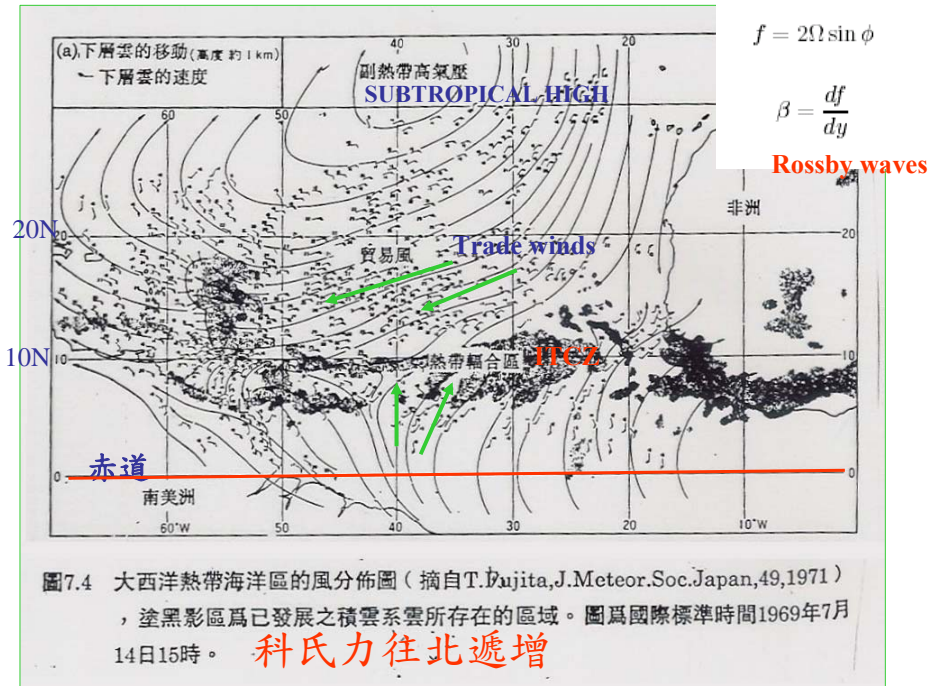 (a).下層雲的移動(高度約1km)
←下層雲的速度
40
20
副熱帶高氣壓
SUBTROPICAL HIGH
f = 2Ω sin ϕ
β = df/dy
Rossby waves
60
50
30
非洲
20N
20
20
貿易風
Trade winds
10N
10
10
熱帶輻合區
ITCZ
赤道
0
0
南美洲
60°W
50
40
30
20
10°W
圖7.4 大西洋熱帶海洋區的風分佈圖(摘自T.Fujita,J.Meteor.Soc.Japan,49,1971)
,塗黑影區爲已發展之積雲系雲所存在的區域。圖爲國際標準時間1969年7月
14日15時。 科氏力往北遞增